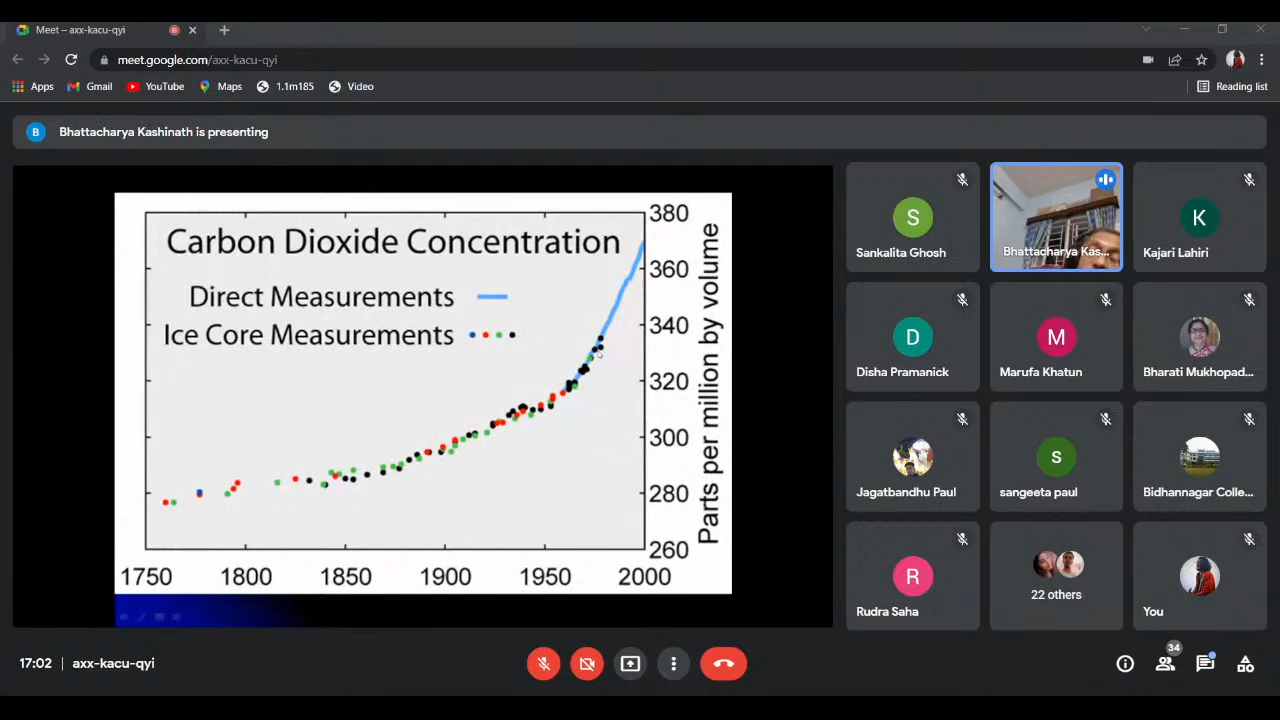 Meet – axx-kacu-qyi
meet.google.com/axx-kacu-qyi
Apps Gmail YouTube Maps 1.1m185 Video Reading list
B Bhattacharya Kashinath is presenting
Carbon Dioxide Concentration
Direct Measurements
Ice Core Measurements
380
360
340
320
300
280
260
Parts per million by volume
1750 1800 1850 1900 1950 2000
S
Sankalita Ghosh
Bhattacharya Kas...
K
Kajari Lahiri
D
Disha Pramanick
M
Marufa Khatun
Bharati Mukhopad...
Jagatbandhu Paul
s
sangeeta paul
Bidhannagar Colle...
R
Rudra Saha
22 others
You
17:02 | axx-kacu-qyi
34